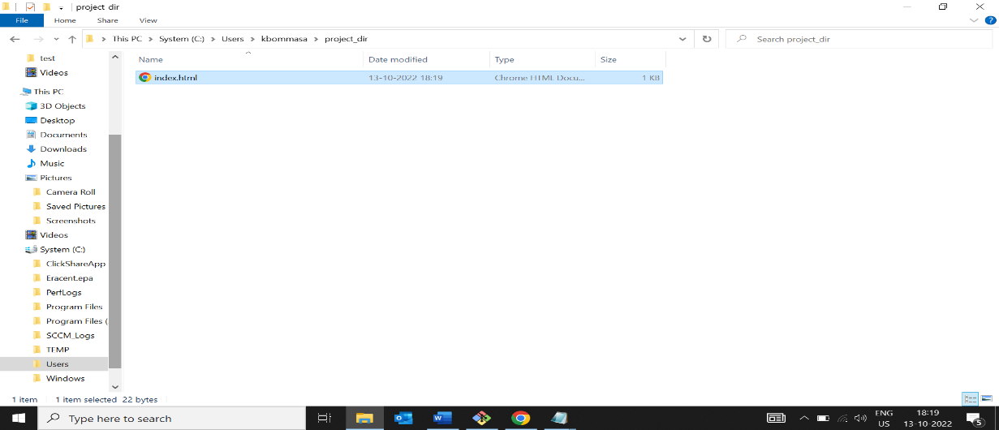 project_dir
File Home Share View
This PC > System (C:) > Users > kbommasa > project_dir
Search project_dir
Name Date modified Type Size
index.html 13-10-2022 18:19 Chrome HTML Docu... 1 KB
test
Videos
This PC
3D Objects
Desktop
Documents
Downloads
Music
Pictures
Camera Roll
Saved Pictures
Screenshots
Videos
System (C:)
ClickShareApp
Eracent.epa
PerfLogs
Program Files
Program Files (
SCCM_Logs
TEMP
Users
Windows
1 item 1 item selected 22 bytes
Type here to search
ENG
US
18:19
13-10-2022
5